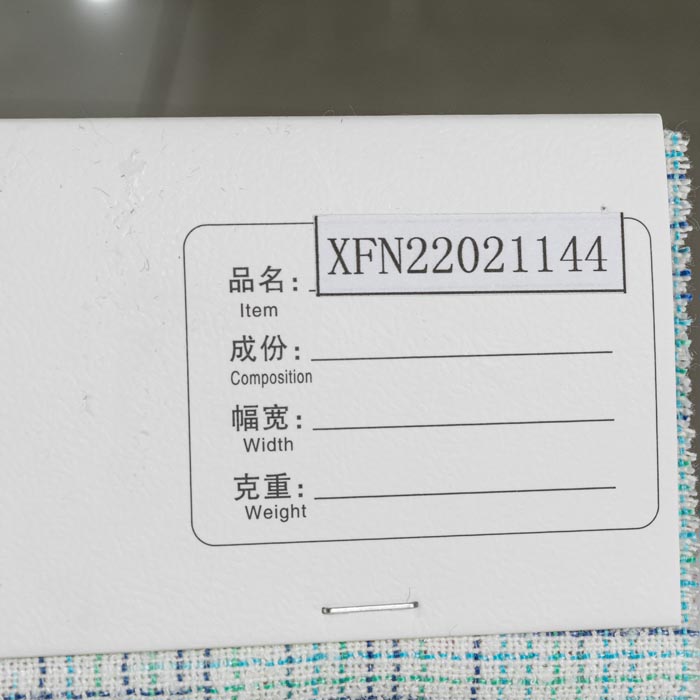 品名: XFN22021144
Item
成份:
Composition
幅宽:
Width
克重:
Weight